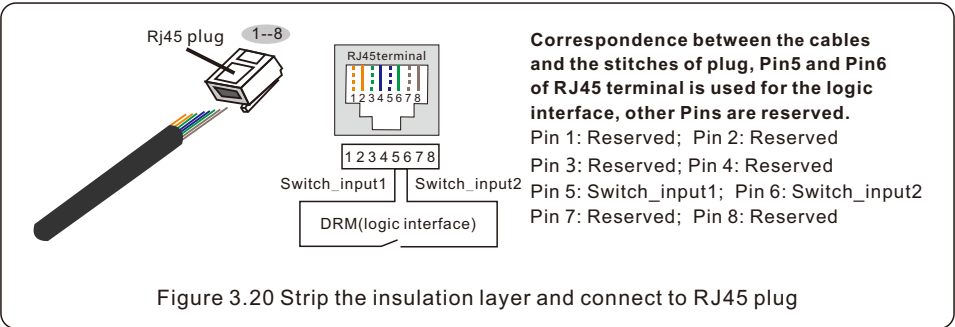 Rj45 plug 1--8
RJ45terminal
12345678
12345678
Switch_input1 Switch_input2
DRM(logic interface)
Correspondence between the cables
and the stitches of plug, Pin5 and Pin6
of RJ45 terminal is used for the logic
interface, other Pins are reserved.
Pin 1: Reserved; Pin 2: Reserved
Pin 3: Reserved; Pin 4: Reserved
Pin 5: Switch_input1; Pin 6: Switch_input2
Pin 7: Reserved; Pin 8: Reserved
Figure 3.20 Strip the insulation layer and connect to RJ45 plug